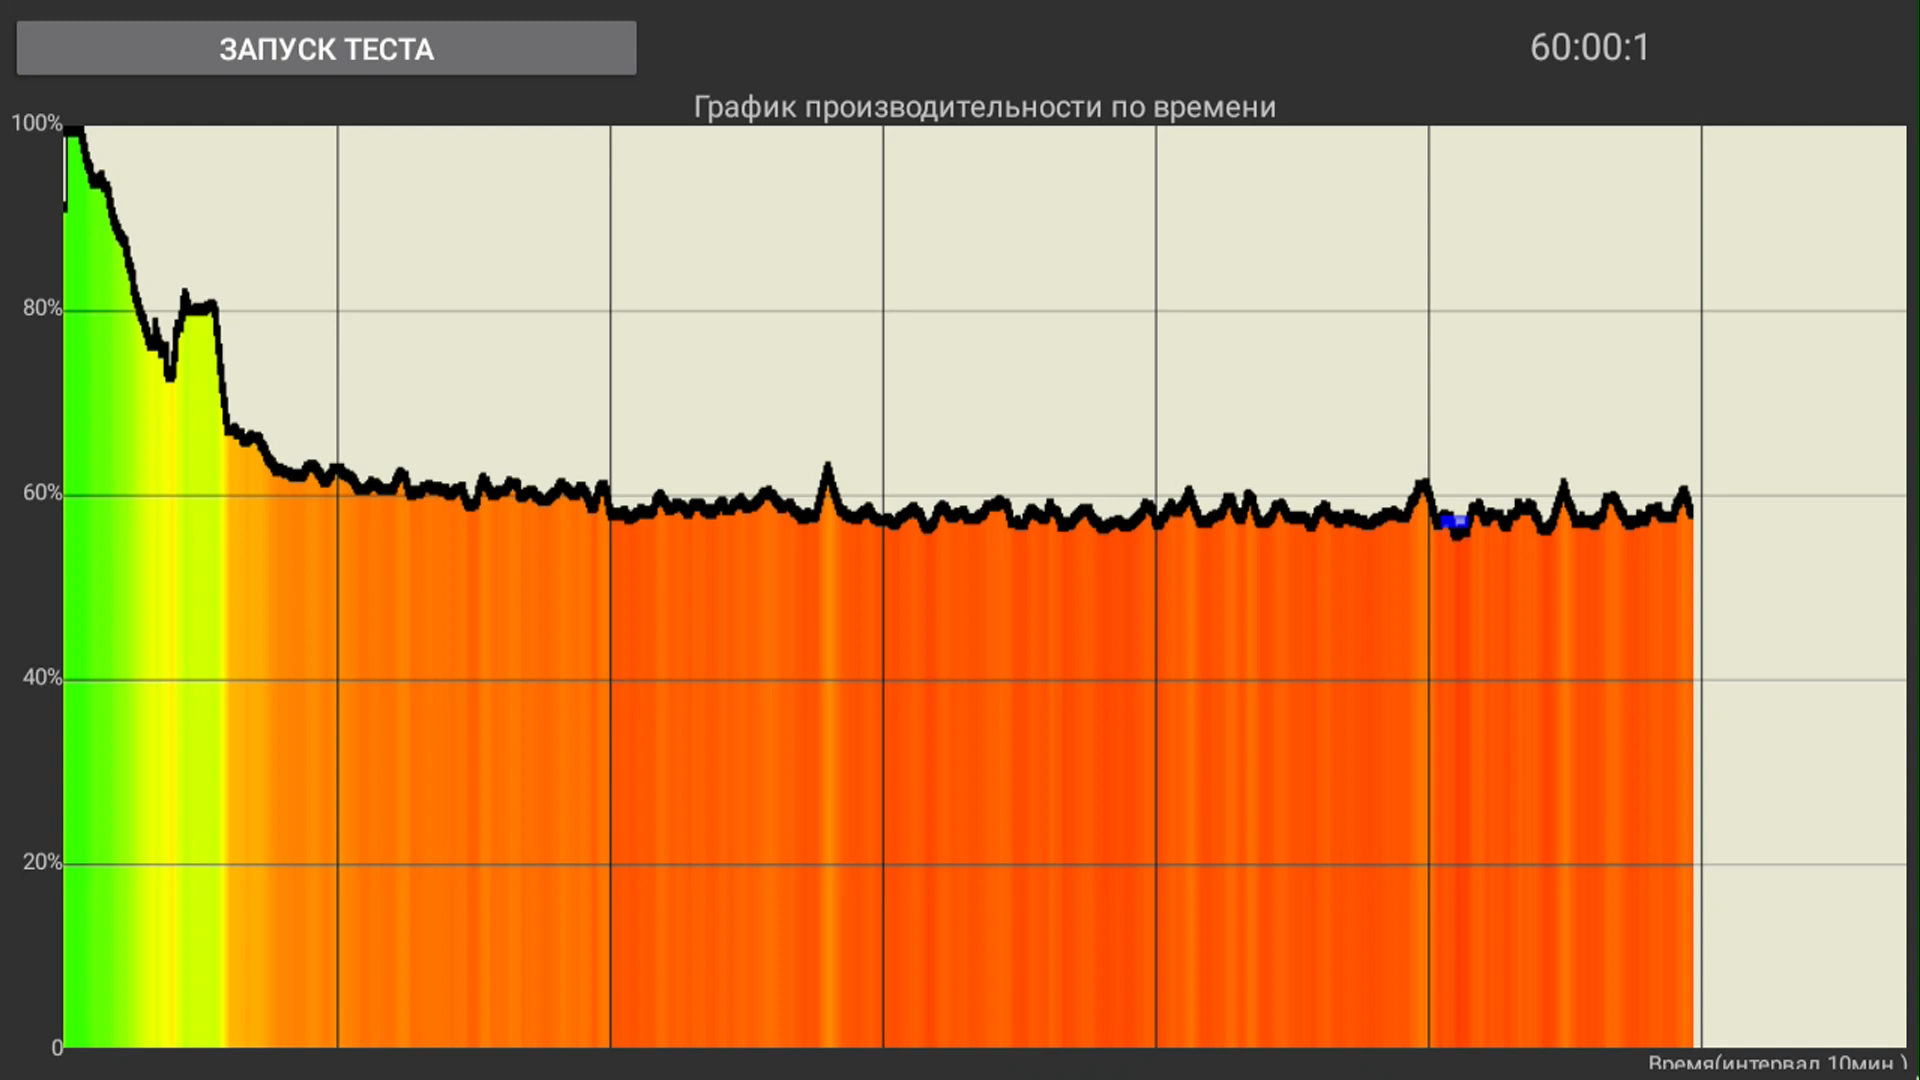 ЗАПУСК ТЕСТА
60:00:1
График производительности по времени
100%
80%
60%
40%
20%
0
Время(интервал 10мин.)